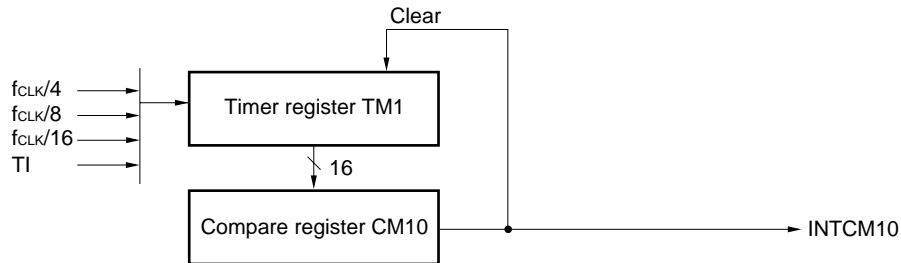 Clear
fCLK/4
fCLK/8
fCLK/16
TI
Timer register TM1
16
Compare register CM10
INTCM10